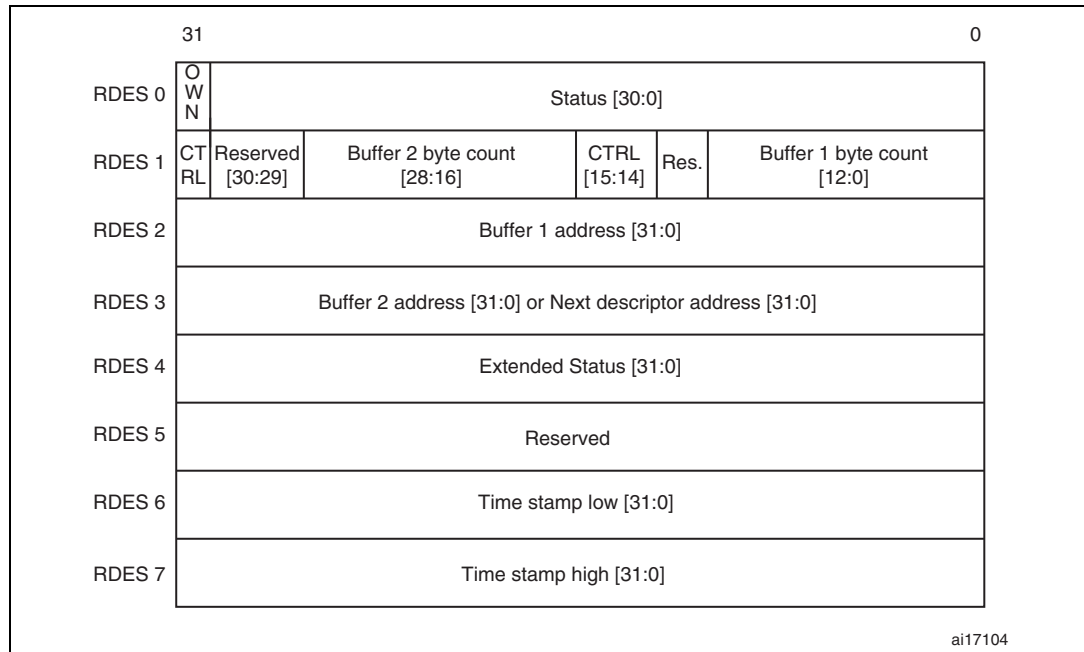 31 0
RDES 0 OWN Status [30:0]
RDES 1 CTRL Reserved [30:29] Buffer 2 byte count [28:16] CTRL [15:14] Res. Buffer 1 byte count [12:0]
RDES 2 Buffer 1 address [31:0]
RDES 3 Buffer 2 address [31:0] or Next descriptor address [31:0]
RDES 4 Extended Status [31:0]
RDES 5 Reserved
RDES 6 Time stamp low [31:0]
RDES 7 Time stamp high [31:0]
ai17104